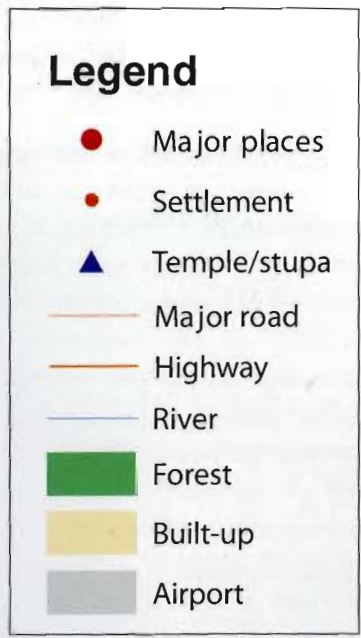 Legend
Major places
Settlement
Temple/stupa
Major road
Highway
River
Forest
Built-up
Airport